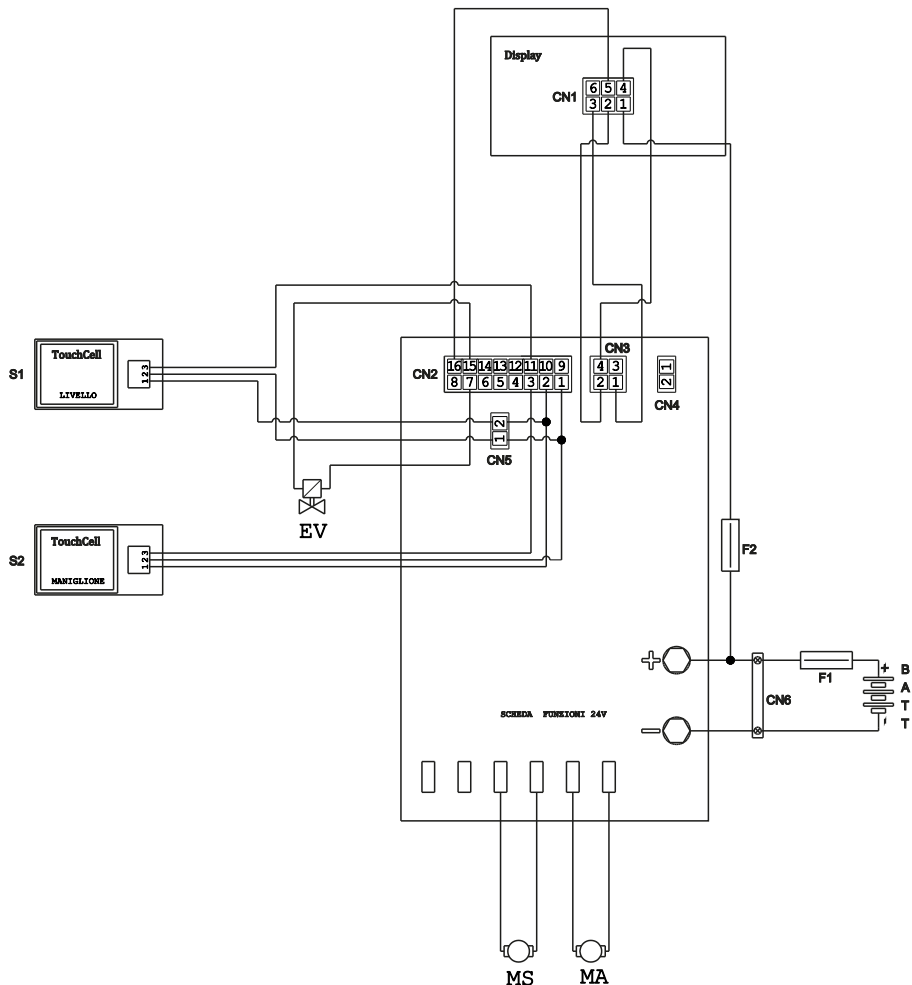 Display
6 5 4
CN1
3 2 1
TouchCell
S1
3
2
1
LIVELLO
CN3
CN2
16 15 14 13 12 11 10 9
8 7 6 5 4 3 2 1
4 3
2 1
1
2
CN4
2
1
CN5
EV
TouchCell
S2
3
2
1
MANIGLIONE
F2
+
F1
+
B
A
T
T
CN6
SCHEDA FUNZIONI 24V
-
MS
MA